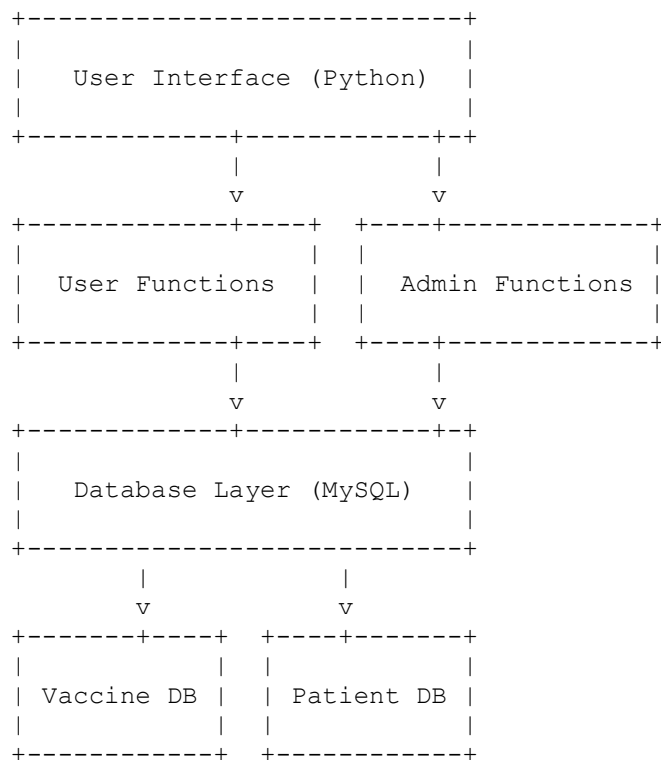 User Interface (Python)
User Functions
Admin Functions
Database Layer (MySQL)
Vaccine DB
Patient DB